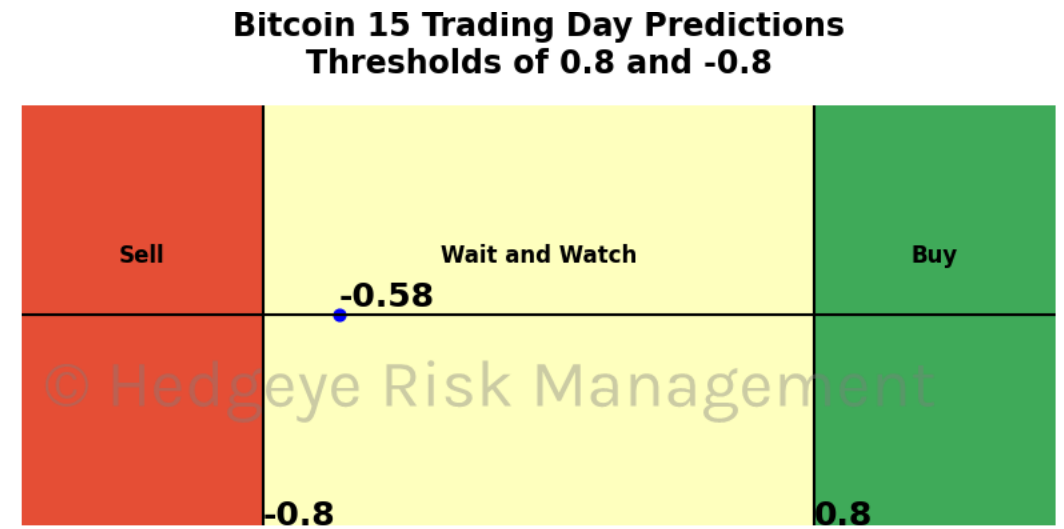 Bitcoin 15 Trading Day Predictions
Thresholds of 0.8 and -0.8
Sell
Wait and Watch
Buy
-0.58
© Hedgeye Risk Management
-0.8
0.8